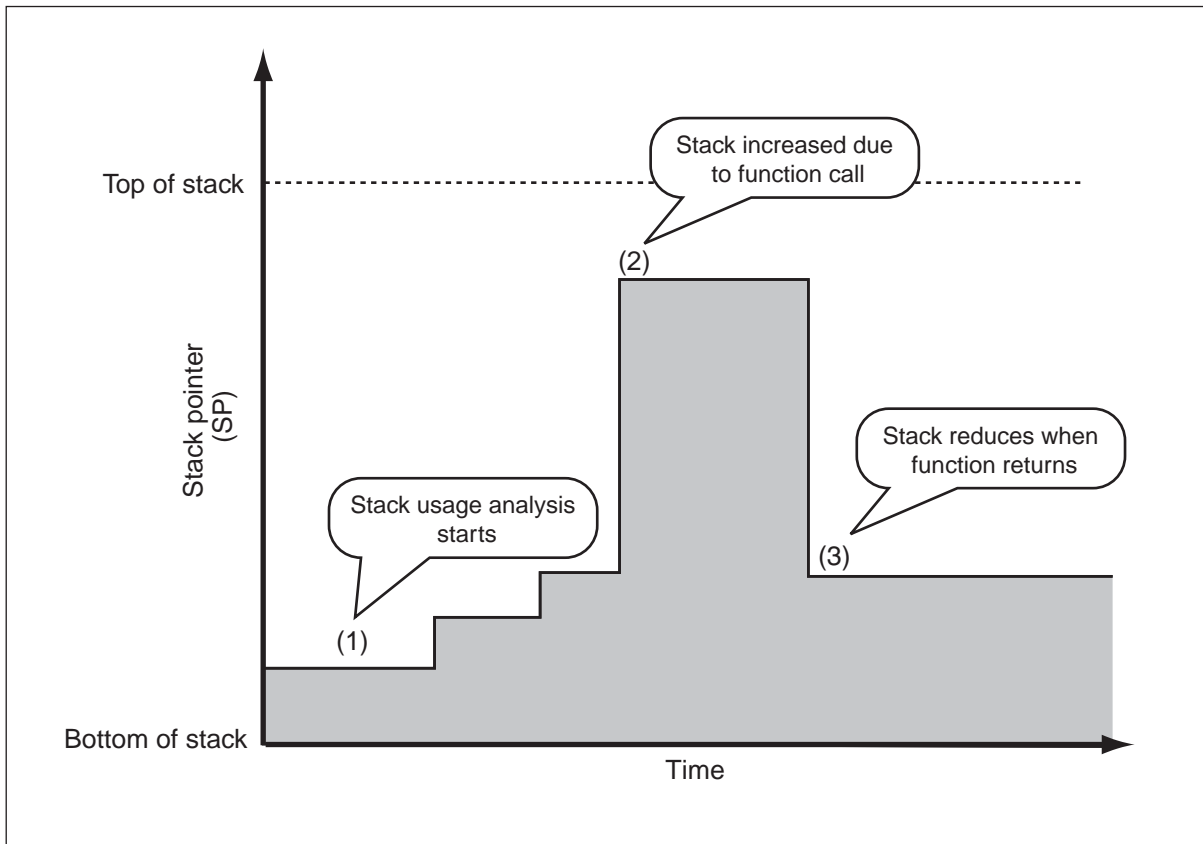 Stack increased due
to function call
Top of stack
(2)
Stack pointer
(SP)
Stack reduces when
function returns
Stack usage analysis
starts
(3)
(1)
Bottom of stack
Time